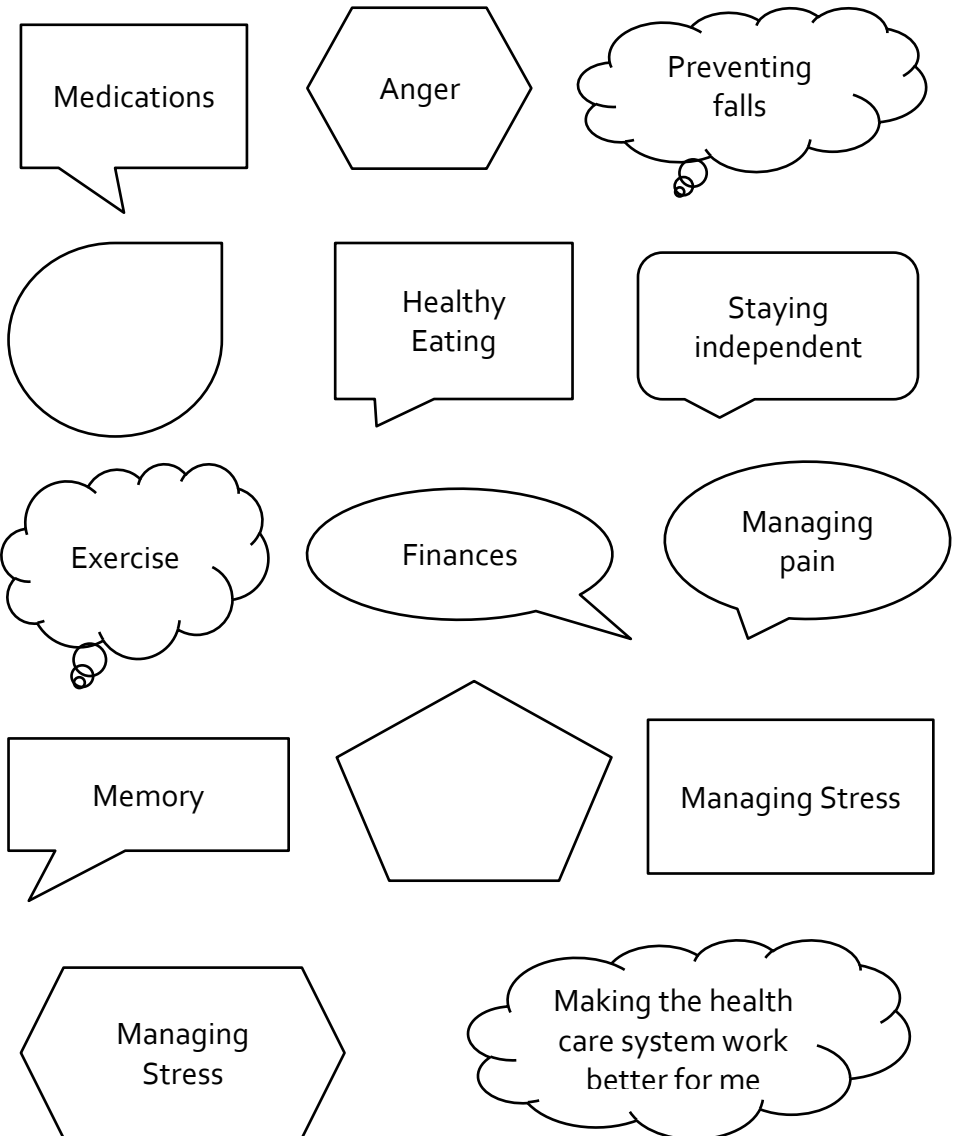 Medications
Anger
Preventing
falls
Healthy
Eating
Staying
independent
Exercise
Finances
Managing
pain
Memory
Managing Stress
Managing
Stress
Making the health
care system work
better for me